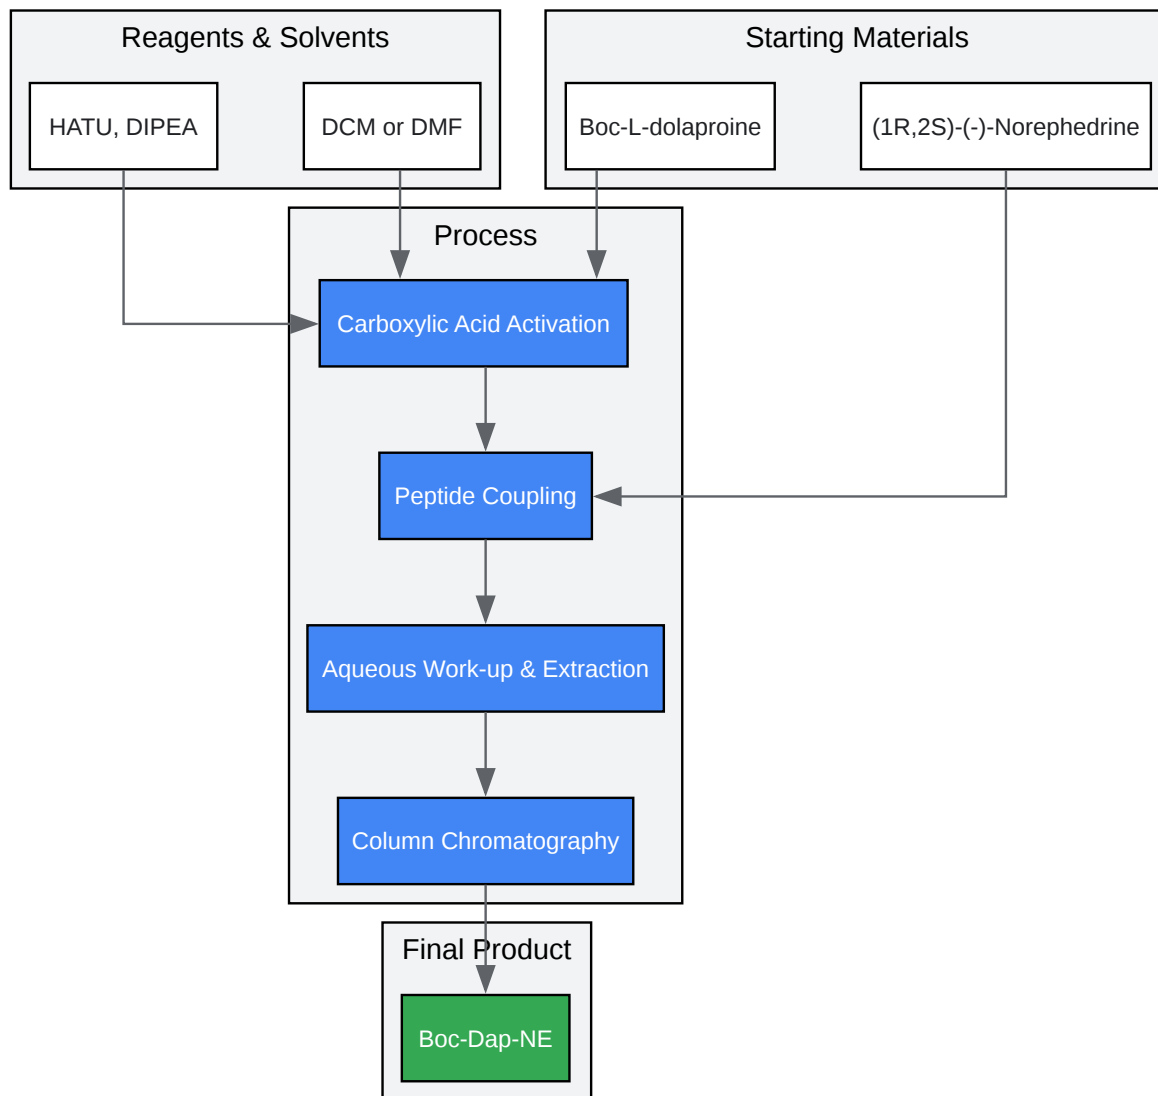 Reagents & Solvents
Starting Materials
HATU, DIPEA
DCM or DMF
Boc-L-dolaproine
(1R,2S)-(-)-Norephedrine
Process
Carboxylic Acid Activation
Peptide Coupling
Aqueous Work-up & Extraction
Column Chromatography
Final Product
Boc-Dap-NE